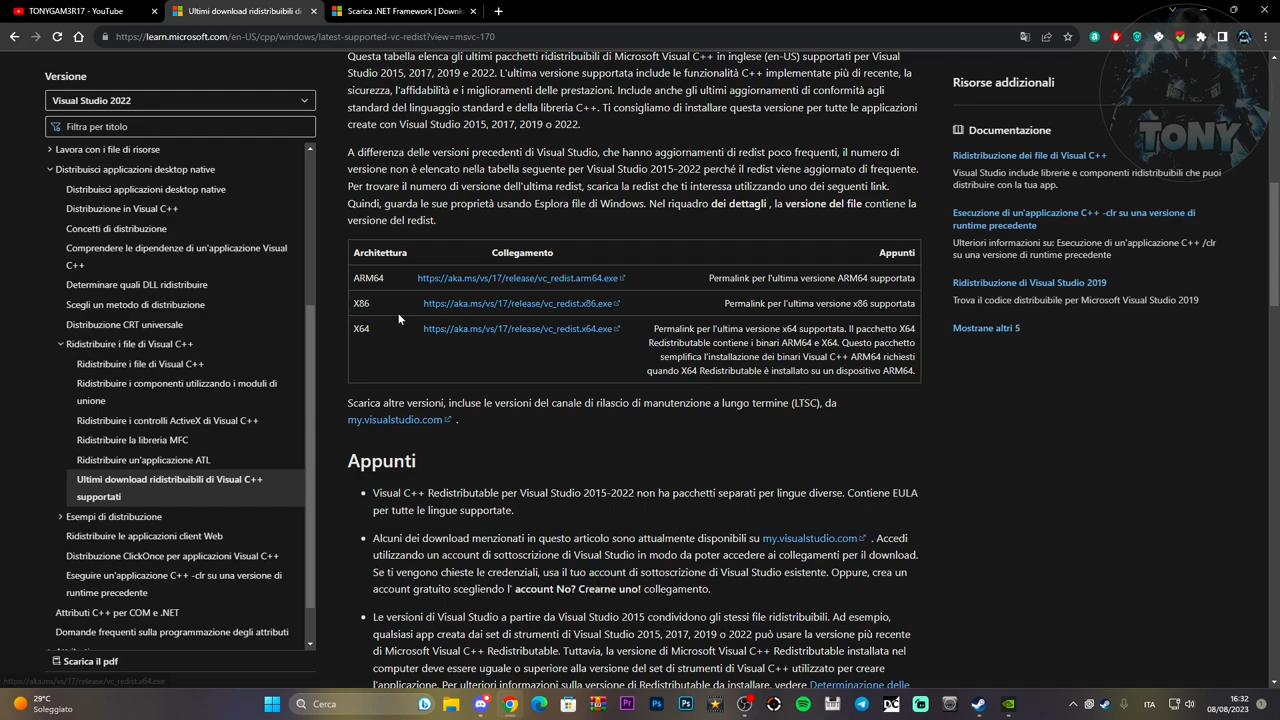 TONYGAM3R17 - YouTube
Ultimi download ridistribuibili di
Scarica .NET Framework | Downl
https://learn.microsoft.com/en-US/cpp/windows/latest-supported-vc-redist?view=msvc-170
Versione
Visual Studio 2022
Filtra per titolo
Lavora con i file di risorse
Distribuisci applicazioni desktop native
Distribuisci applicazioni desktop native
Distribuzione in Visual C++
Concetti di distribuzione
Comprendere le dipendenze di un'applicazione Visual
C++
Determinare quali DLL ridistribuire
Scegli un metodo di distribuzione
Distribuzione CRT universale
Ridistribuire i file di Visual C++
Ridistribuire i file di Visual C++
Ridistribuire i componenti utilizzando i moduli di
unione
Ridistribuire i controlli ActiveX di Visual C++
Ridistribuire la libreria MFC
Ridistribuire un'applicazione ATL
Ultimi download ridistribuibili di Visual C++
supportati
Esempi di distribuzione
Ridistribuire le applicazioni client Web
Distribuzione ClickOnce per applicazioni Visual C++
Eseguire un'applicazione C++ -clr su una versione di
runtime precedente
Attributi C++ per COM e .NET
Domande frequenti sulla programmazione degli attributi
Scarica il pdf
https://aka.ms/vs/17/release/vc_redist.x64.exe
Questa tabella elenca gli ultimi pacchetti ridistribuibili di Microsoft Visual C++ in inglese (en-US) supportati per Visual
Studio 2015, 2017, 2019 e 2022. L'ultima versione supportata include le funzionalità C++ implementate più di recente, la
sicurezza, l'affidabilità e i miglioramenti delle prestazioni. Include anche gli ultimi aggiornamenti di conformità agli
standard del linguaggio standard e della libreria C++. Ti consigliamo di installare questa versione per tutte le applicazioni
create con Visual Studio 2015, 2017, 2019 o 2022.
A differenza delle versioni precedenti di Visual Studio, che hanno aggiornamenti di redist poco frequenti, il numero di
versione non è elencato nella tabella seguente per Visual Studio 2015-2022 perché il redist viene aggiornato di frequente.
Per trovare il numero di versione dell'ultima redist, scarica la redist che ti interessa utilizzando uno dei seguenti link.
Quindi, guarda le sue proprietà usando Esplora file di Windows. Nel riquadro dei dettagli , la versione del file contiene la
versione del redist.
Architettura Collegamento Appunti
ARM64 https://aka.ms/vs/17/release/vc_redist.arm64.exe Permalink per l'ultima versione ARM64 supportata
X86 https://aka.ms/vs/17/release/vc_redist.x86.exe Permalink per l'ultima versione x86 supportata
X64 https://aka.ms/vs/17/release/vc_redist.x64.exe Permalink per l'ultima versione x64 supportata. Il pacchetto X64
Redistributable contiene i binari ARM64 e X64. Questo pacchetto
semplifica l'installazione dei binari Visual C++ ARM64 richiesti
quando X64 Redistributable è installato su un dispositivo ARM64.
Scarica altre versioni, incluse le versioni del canale di rilascio di manutenzione a lungo termine (LTSC), da
my.visualstudio.com .
Appunti
Visual C++ Redistributable per Visual Studio 2015-2022 non ha pacchetti separati per lingue diverse. Contiene EULA
per tutte le lingue supportate.
Alcuni dei download menzionati in questo articolo sono attualmente disponibili su my.visualstudio.com . Accedi
utilizzando un account di sottoscrizione di Visual Studio in modo da poter accedere ai collegamenti per il download.
Se ti vengono chieste le credenziali, usa il tuo account di sottoscrizione di Visual Studio esistente. Oppure, crea un
account gratuito scegliendo l' account No? Crearne uno! collegamento.
Le versioni di Visual Studio a partire da Visual Studio 2015 condividono gli stessi file ridistribuibili. Ad esempio,
qualsiasi app creata dai set di strumenti di Visual Studio 2015, 2017, 2019 o 2022 può usare la versione più recente
di Microsoft Visual C++ Redistributable. Tuttavia, la versione di Microsoft Visual C++ Redistributable installata nel
computer deve essere uguale o superiore alla versione del set di strumenti di Visual C++ utilizzato per creare
l'applicazione. Per ulteriori informazioni su Redistributable, vedere Determinazione delle
Risorse addizionali
Documentazione
Ridistribuzione dei file di Visual C++
Visual Studio include librerie e componenti ridistribuibili che puoi
distribuire con la tua app.
Esecuzione di un'applicazione C++ -clr su una versione di
runtime precedente
Ulteriori informazioni su: Esecuzione di un'applicazione C++ /clr
su una versione di runtime precedente
Ridistribuzione di Visual Studio 2019
Trova il codice distribuibile per Microsoft Visual Studio 2019
Mostrane altri 5
TONY
29°C
Soleggiato
Cerca
ITA
16:32
08/08/2023